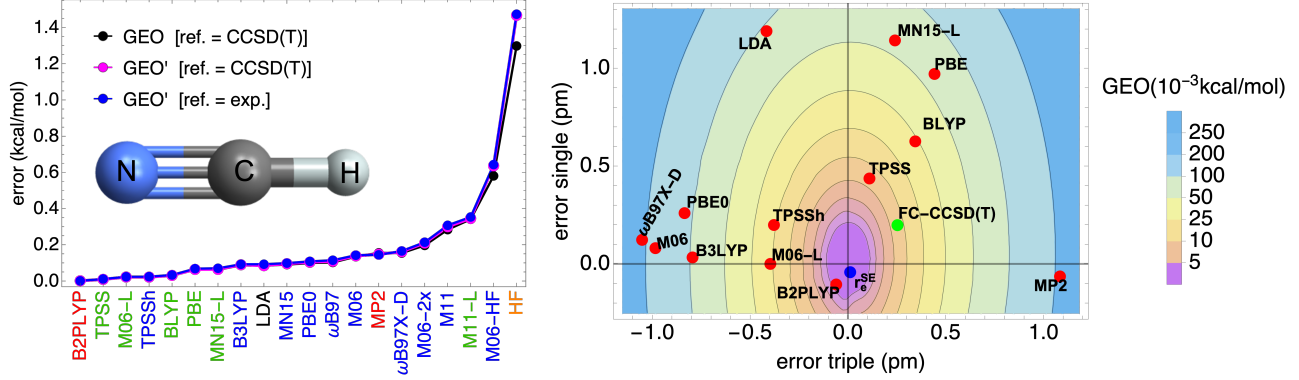 error (kcal/mol)
1.4
1.2
1.0
0.8
0.6
0.4
0.2
0.0
GEO [ref. = CCSD(T)]
GEO' [ref. = CCSD(T)]
GEO' [ref. = exp.]
N
C
H
B2PLYP
TPSS
M06-L
TPSSh
BLYP
PBE
MN15-L
B3LYP
LDA
MN15
PBE0
ωB97
M06
MP2
ωB97X-D
M06-2x
M11
M11-L
M06-HF
HF
error single (pm)
1.0
0.5
0.0
LDA
MN15-L
PBE
BLYP
TPSS
FC-CCSD(T)
ωB97X-D
PBE0
M06
B3LYP
TPSSh
M06-L
B2PLYP
r_e^SE
MP2
-1.0
-0.5
0.0
0.5
1.0
error triple (pm)
GEO(10⁻³kcal/mol)
250
200
100
50
25
10
5